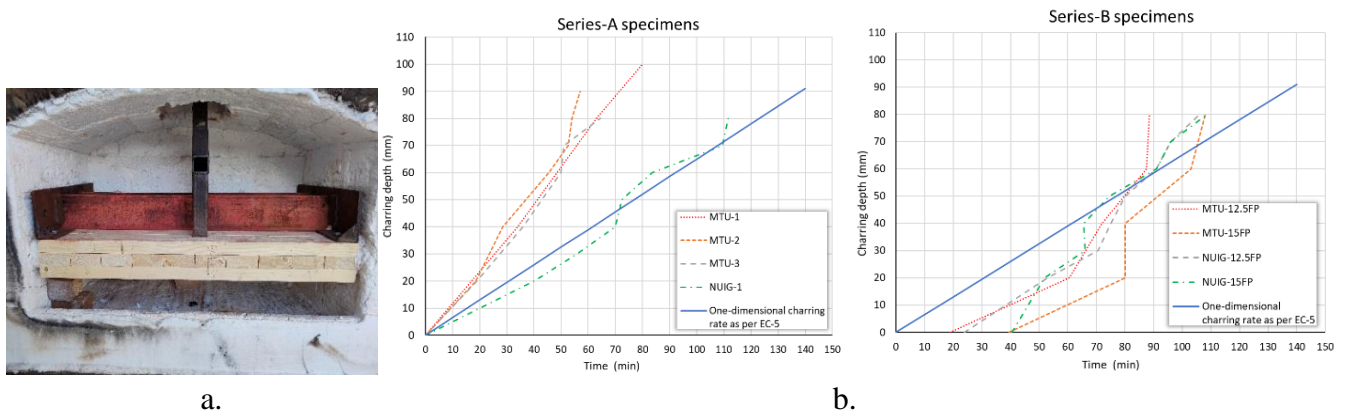 Series-A specimens
110
100
90
80
70
60
50
40
30
20
10
0
Charring depth (mm)
0 10 20 30 40 50 60 70 80 90 100 110 120 130 140 150
Time (min)
MTU-1
MTU-2
MTU-3
NUIG-1
One-dimensional
charring rate as per EC-5
Series-B specimens
110
100
90
80
70
60
50
40
30
20
10
0
Charring depth (mm)
0 10 20 30 40 50 60 70 80 90 100 110 120 130 140 150
Time (min)
MTU-12.5FP
MTU-15FP
NUIG-12.5FP
NUIG-15FP
One-dimensional
charring rate as per EC-5
a.
b.